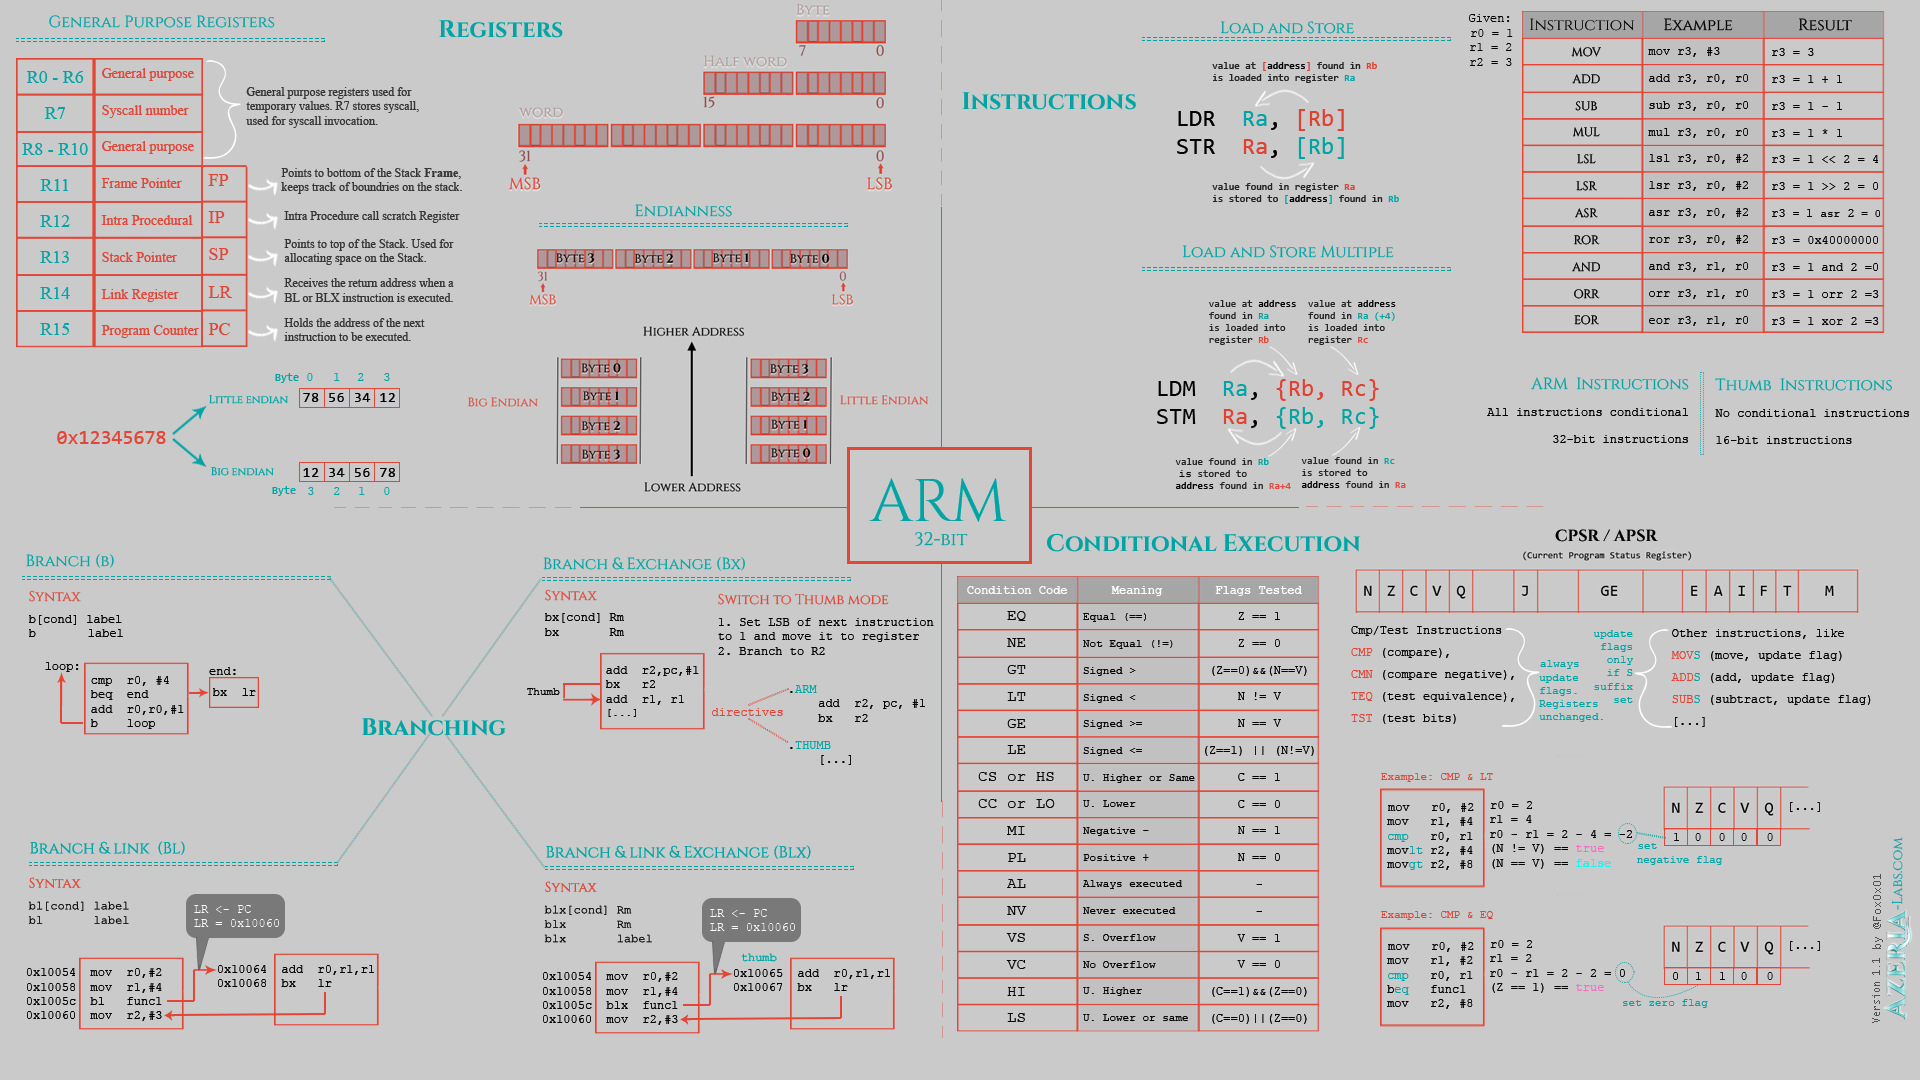 GENERAL PURPOSE REGISTERS
REGISTERS
R0 - R6 General purpose
R7 Syscall number
R8 - R10 General purpose
R11 Frame Pointer FP
R12 Intra Procedural IP
R13 Stack Pointer SP
R14 Link Register LR
R15 Program Counter PC
General purpose registers used for
temporary values. R7 stores syscall,
used for syscall invocation.
Points to bottom of the Stack Frame,
keeps track of boundries on the stack.
Intra Procedure call scratch Register
Points to top of the Stack. Used for
allocating space on the Stack.
Receives the return address when a
BL or BLX instruction is executed.
Holds the address of the next
instruction to be executed.
BYTE
7 0
HALF WORD
15 0
WORD
31 0
MSB LSB
ENDIANNESS
BYTE 3 BYTE 2 BYTE 1 BYTE 0
31 0
MSB LSB
HIGHER ADDRESS
BIG ENDIAN
BYTE 0
BYTE 1
BYTE 2
BYTE 3
BYTE 3
BYTE 2
BYTE 1
BYTE 0
LITTLE ENDIAN
LOWER ADDRESS
0x12345678
Byte 0 1 2 3
LITTLE ENDIAN 78 56 34 12
BIG ENDIAN 12 34 56 78
Byte 3 2 1 0
INSTRUCTIONS
LOAD AND STORE
value at [address] found in Rb
is loaded into register Ra
LDR Ra, [Rb]
STR Ra, [Rb]
value found in register Ra
is stored to [address] found in Rb
LOAD AND STORE MULTIPLE
value at address
found in Ra
is loaded into
register Rb
value at address
found in Ra (+4)
is loaded into
register Rc
LDM Ra, {Rb, Rc}
STM Ra, {Rb, Rc}
value found in Rb
is stored to
address found in Ra+4
value found in Rc
is stored to
address found in Ra
Given:
r0 = 1
r1 = 2
r2 = 3
INSTRUCTION EXAMPLE RESULT
MOV mov r3, #3 r3 = 3
ADD add r3, r0, r0 r3 = 1 + 1
SUB sub r3, r0, r0 r3 = 1 - 1
MUL mul r3, r0, r0 r3 = 1 * 1
LSL lsl r3, r0, #2 r3 = 1 << 2 = 4
LSR lsr r3, r0, #2 r3 = 1 >> 2 = 0
ASR asr r3, r0, #2 r3 = 1 asr 2 = 0
ROR ror r3, r0, #2 r3 = 0x40000000
AND and r3, r1, r0 r3 = 1 and 2 =0
ORR orr r3, r1, r0 r3 = 1 orr 2 =3
EOR eor r3, r1, r0 r3 = 1 xor 2 =3
ARM INSTRUCTIONS
All instructions conditional
32-bit instructions
THUMB INSTRUCTIONS
No conditional instructions
16-bit instructions
ARM
32-BIT
BRANCHING
BRANCH (B)
SYNTAX
b[cond] label
b label
loop:
cmp r0, #4
beq end
add r0,r0,#1
b loop
end:
bx lr
BRANCH & EXCHANGE (BX)
SYNTAX
bx[cond] Rm
bx Rm
Thumb
add r2,pc,#1
bx r2
add r1, r1
[...]
SWITCH TO THUMB MODE
1. Set LSB of next instruction
to 1 and move it to register
2. Branch to R2
directives
.ARM
add r2, pc, #1
bx r2
.THUMB
[...]
BRANCH & LINK (BL)
SYNTAX
bl[cond] label
bl label
LR <- PC
LR = 0x10060
0x10054 mov r0,#2
0x10058 mov r1,#4
0x1005c bl func1
0x10060 mov r2,#3
0x10064 add r0,r1,r1
0x10068 bx lr
BRANCH & LINK & EXCHANGE (BLX)
SYNTAX
blx[cond] Rm
blx Rm
blx label
LR <- PC
LR = 0x10060
thumb
0x10054 mov r0,#2
0x10058 mov r1,#4
0x1005c blx func1
0x10060 mov r2,#3
0x10065 add r0,r1,r1
0x10067 bx lr
CONDITIONAL EXECUTION
Condition Code Meaning Flags Tested
EQ Equal (==) Z == 1
NE Not Equal (!=) Z == 0
GT Signed > (Z==0)&&(N==V)
LT Signed < N != V
GE Signed >= N == V
LE Signed <= (Z==1) || (N!=V)
CS or HS U. Higher or Same C == 1
CC or LO U. Lower C == 0
MI Negative - N == 1
PL Positive + N == 0
AL Always executed -
NV Never executed -
VS S. Overflow V == 1
VC No Overflow V == 0
HI U. Higher (C==1)&&(Z==0)
LS U. Lower or same (C==0)||(Z==0)
CPSR / APSR
(Current Program Status Register)
N Z C V Q J GE E A I F T M
Cmp/Test Instructions
CMP (compare),
CMN (compare negative),
TEQ (test equivalence),
TST (test bits)
always
update
flags.
Registers
unchanged.
update
flags
only
if S
suffix
set
Other instructions, like
MOVS (move, update flag)
ADDS (add, update flag)
SUBS (subtract, update flag)
[...]
Example: CMP & LT
mov r0, #2 r0 = 2
mov r1, #4 r1 = 4
cmp r0, r1 r0 - r1 = 2 - 4 = -2
movlt r2, #4 (N != V) == true
movgt r2, #8 (N == V) == false
set
negative flag
N Z C V Q [...]
1 0 0 0 0
Example: CMP & EQ
mov r0, #2 r0 = 2
mov r1, #2 r1 = 2
cmp r0, r1 r0 - r1 = 2 - 2 = 0
beq func1 (Z == 1) == true
mov r2, #8
set zero flag
N Z C V Q [...]
0 1 1 0 0
Version 1.1 by @Fox0x01
AZERIA-LABS.COM